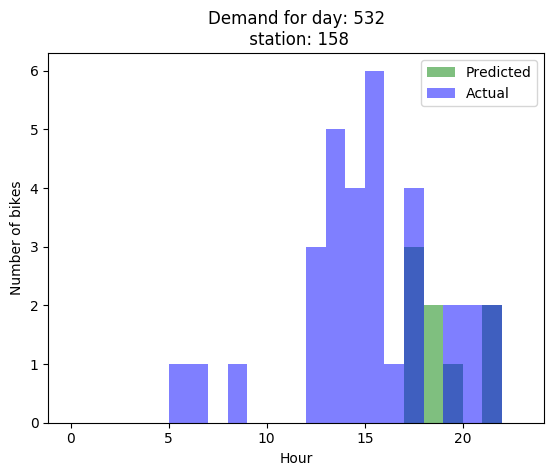 Demand for day: 532
station: 158
Predicted
Actual
Number of bikes
6
5
4
3
2
1
0
0
5
10
15
20
Hour